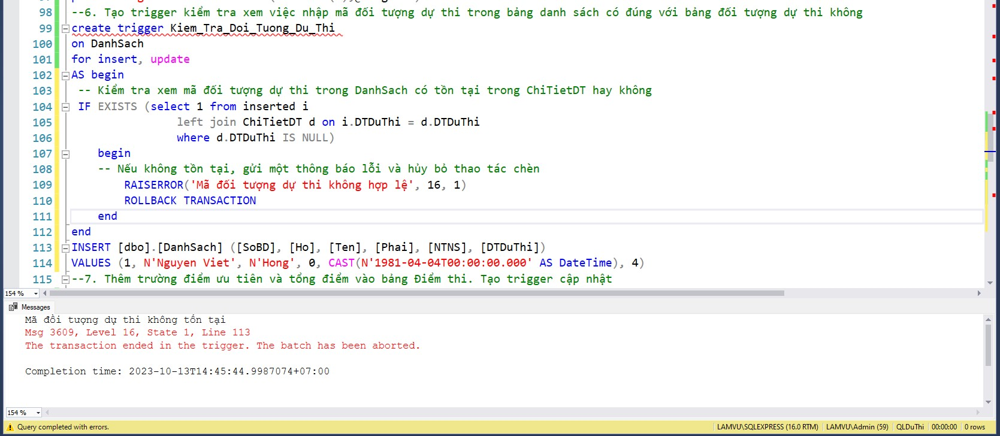 98 --6. Tạo trigger kiểm tra xem việc nhập mã đối tượng dự thi trong bảng danh sách có đúng với bảng đối tượng dự thi không
99 create trigger Kiem_Tra_Doi_Tuong_Du_Thi
100 on DanhSach
101 for insert, update
102 AS begin
103 -- Kiểm tra xem mã đối tượng dự thi trong DanhSach có tồn tại trong ChiTietDT hay không
104 IF EXISTS (select 1 from inserted i
105 left join ChiTietDT d on i.DTDuThi = d.DTDuThi
106 where d.DTDuThi IS NULL)
107 begin
108 -- Nếu không tồn tại, gửi một thông báo lỗi và hủy bỏ thao tác chèn
109 RAISERROR('Mã đối tượng dự thi không hợp lệ', 16, 1)
110 ROLLBACK TRANSACTION
111 end
112 end
113 INSERT [dbo].[DanhSach] ([SoBD], [Ho], [Ten], [Phai], [NTNS], [DTDuThi])
114 VALUES (1, N'Nguyen Viet', N'Hong', 0, CAST(N'1981-04-04T00:00:00.000' AS DateTime), 4)
115 --7. Thêm trường điểm ưu tiên và tổng điểm vào bảng Điểm thi. Tạo trigger cập nhật
154 %
Messages
Mã đối tượng dự thi không tồn tại
Msg 3609, Level 16, State 1, Line 113
The transaction ended in the trigger. The batch has been aborted.
Completion time: 2023-10-13T14:45:44.9987074+07:00
154 %
Query completed with errors.
LAMVU\SQLEXPRESS (16.0 RTM)
LAMVU\Admin (59)
QLDuThi
00:00:00
0 rows